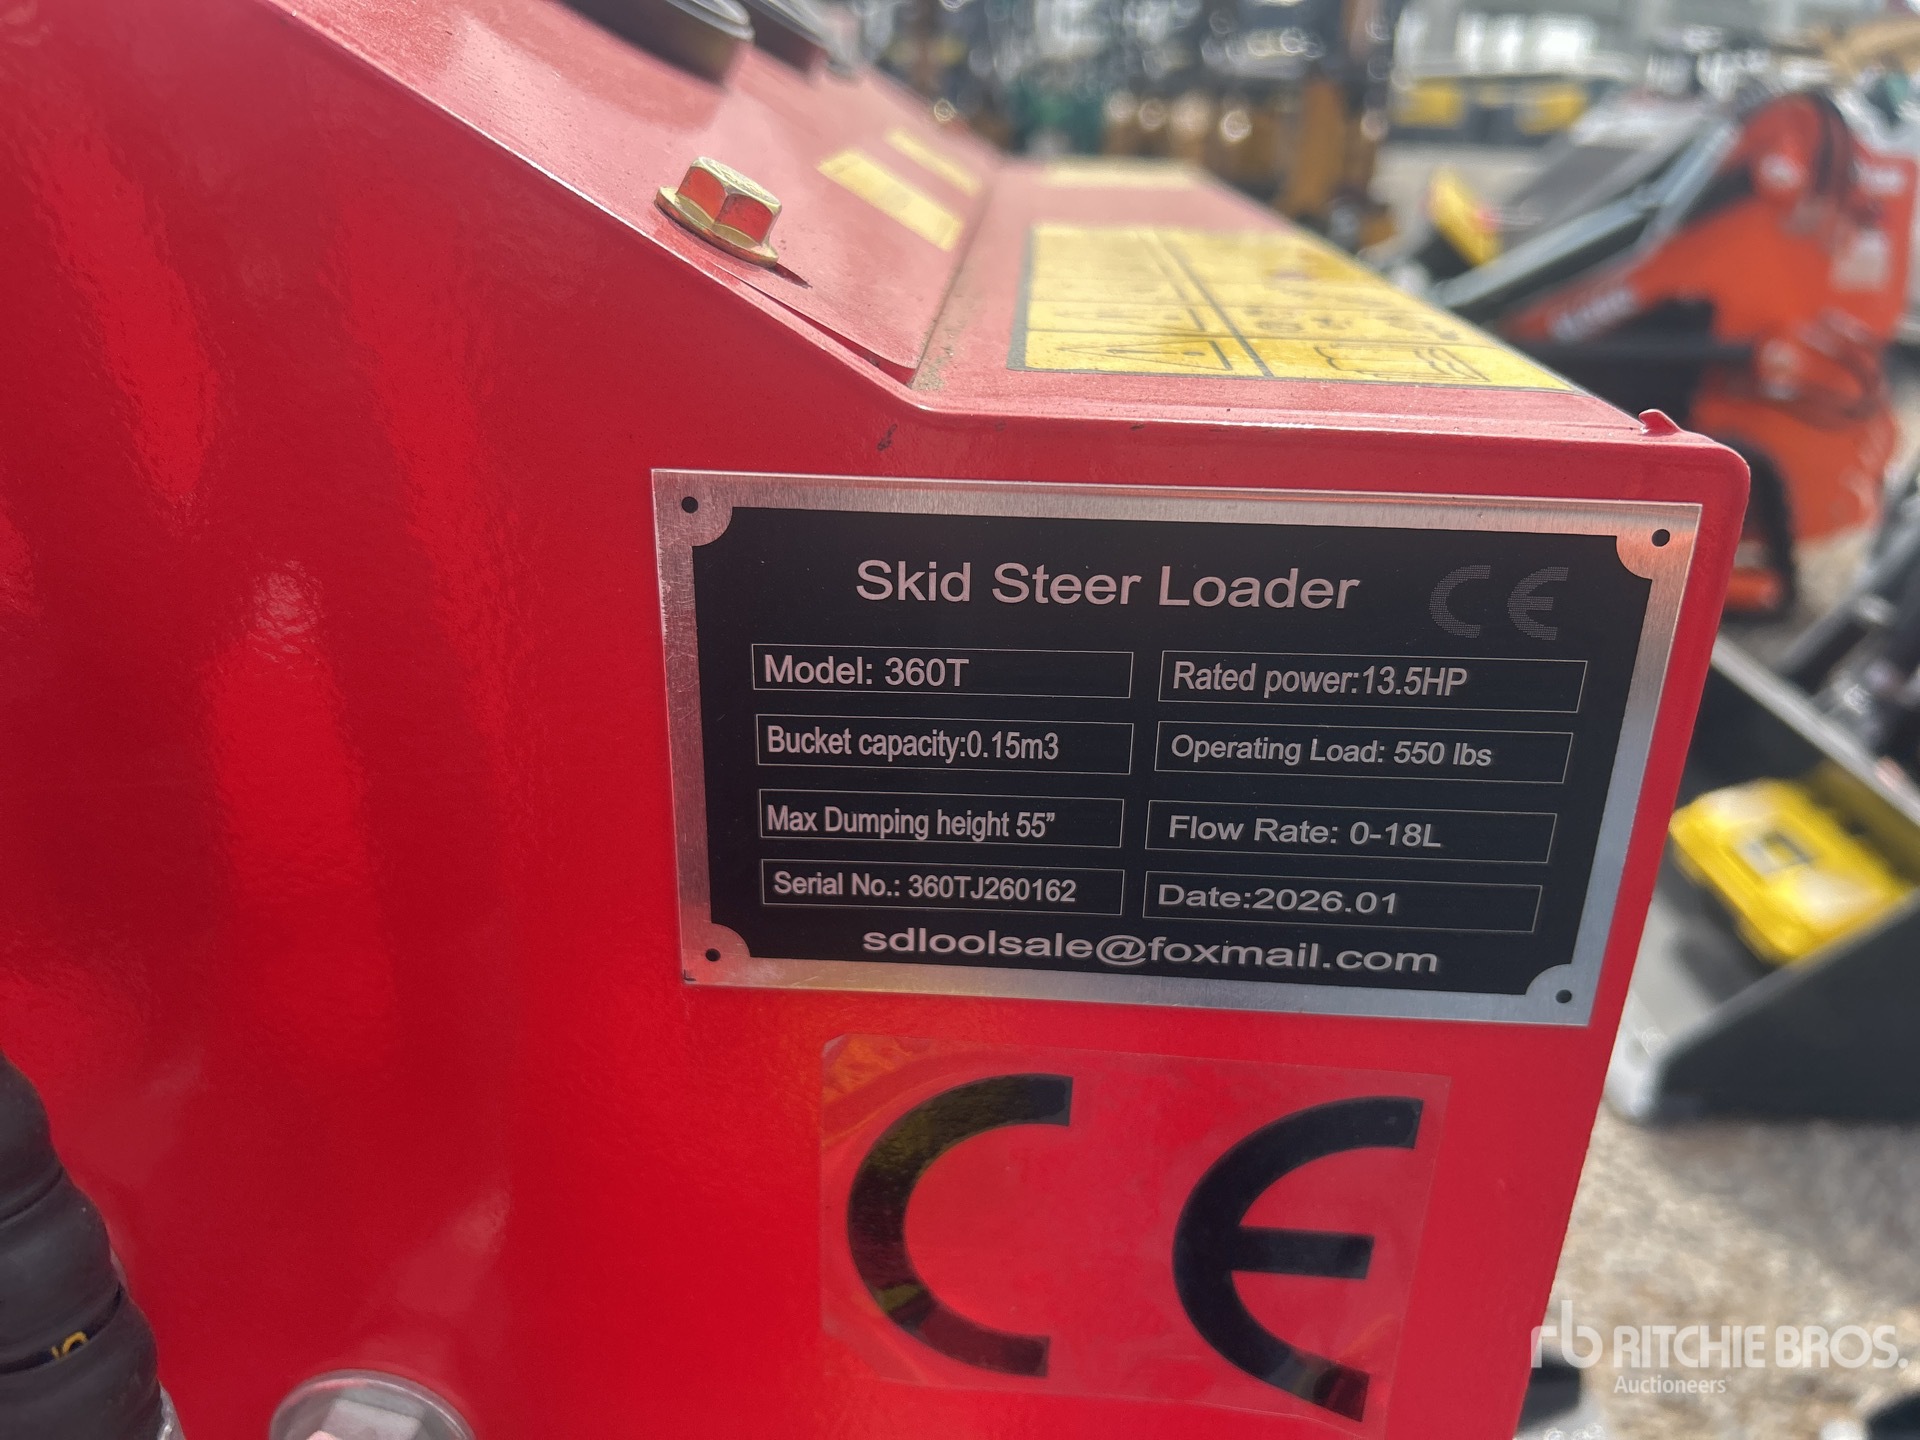 Skid Steer Loader CE
Model: 360T
Rated power:13.5HP
Bucket capacity:0.15m3
Operating Load: 550 lbs
Max Dumping height 55”
Flow Rate: 0-18L
Serial No.: 360TJ260162
Date:2026.01
sdloolsale@foxmail.com
CE
rb RITCHIE BROS.
Auctioneers